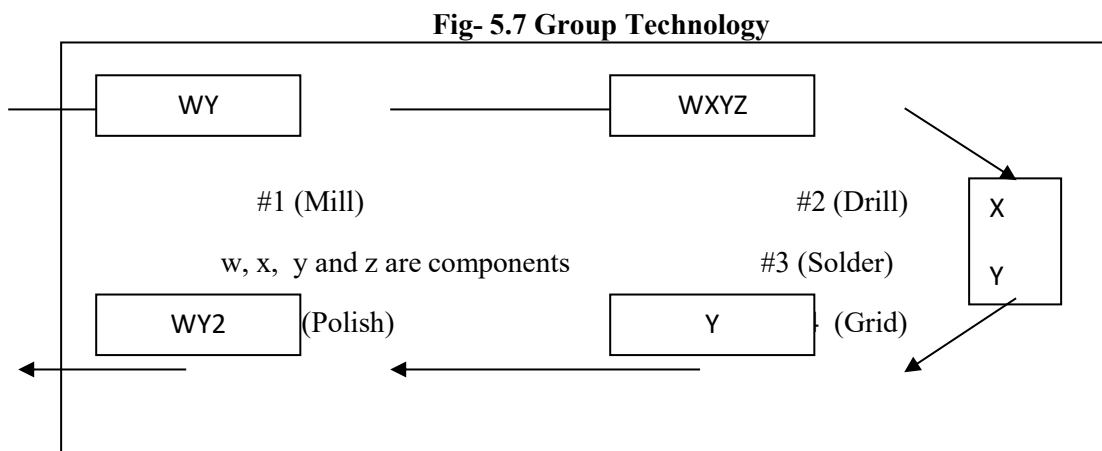 Fig- 5.7 Group Technology
WY WXYZ
#1 (Mill) #2 (Drill) X
w, x, y and z are components #3 (Solder) Y
WY2 (Polish) Y (Grid)